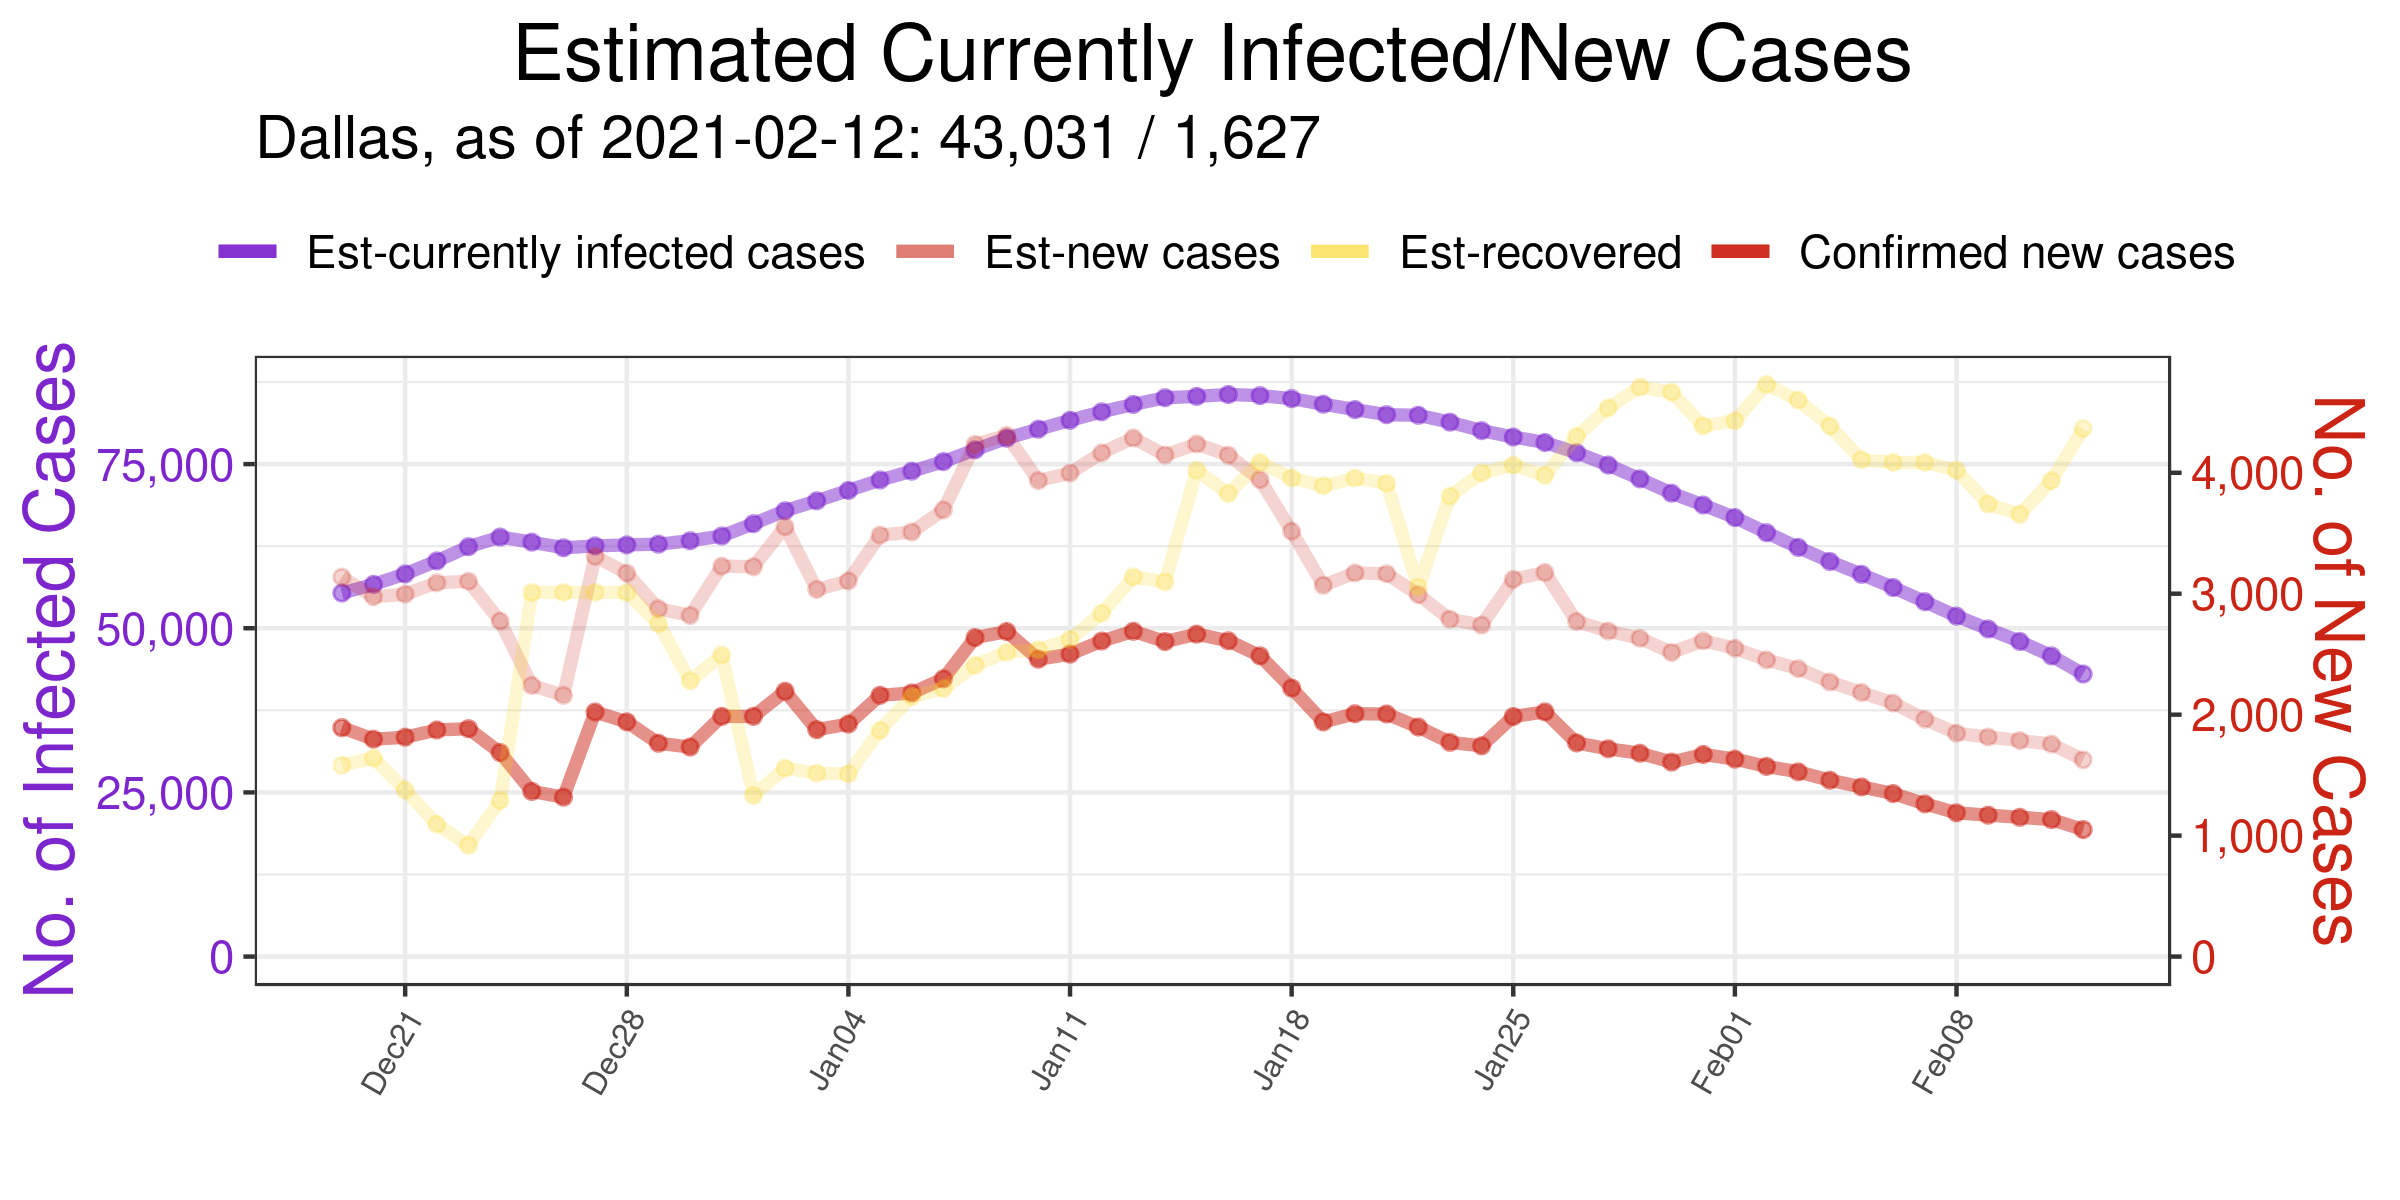 Estimated Currently Infected/New Cases
Dallas, as of 2021-02-12: 43,031 / 1,627
Est-currently infected cases Est-new cases Est-recovered Confirmed new cases
No. of Infected Cases
75,000
50,000
25,000
0
4,000
3,000
2,000
1,000
0
No. of New Cases
Dec21 Dec28 Jan04 Jan11 Jan18 Jan25 Feb01 Feb08